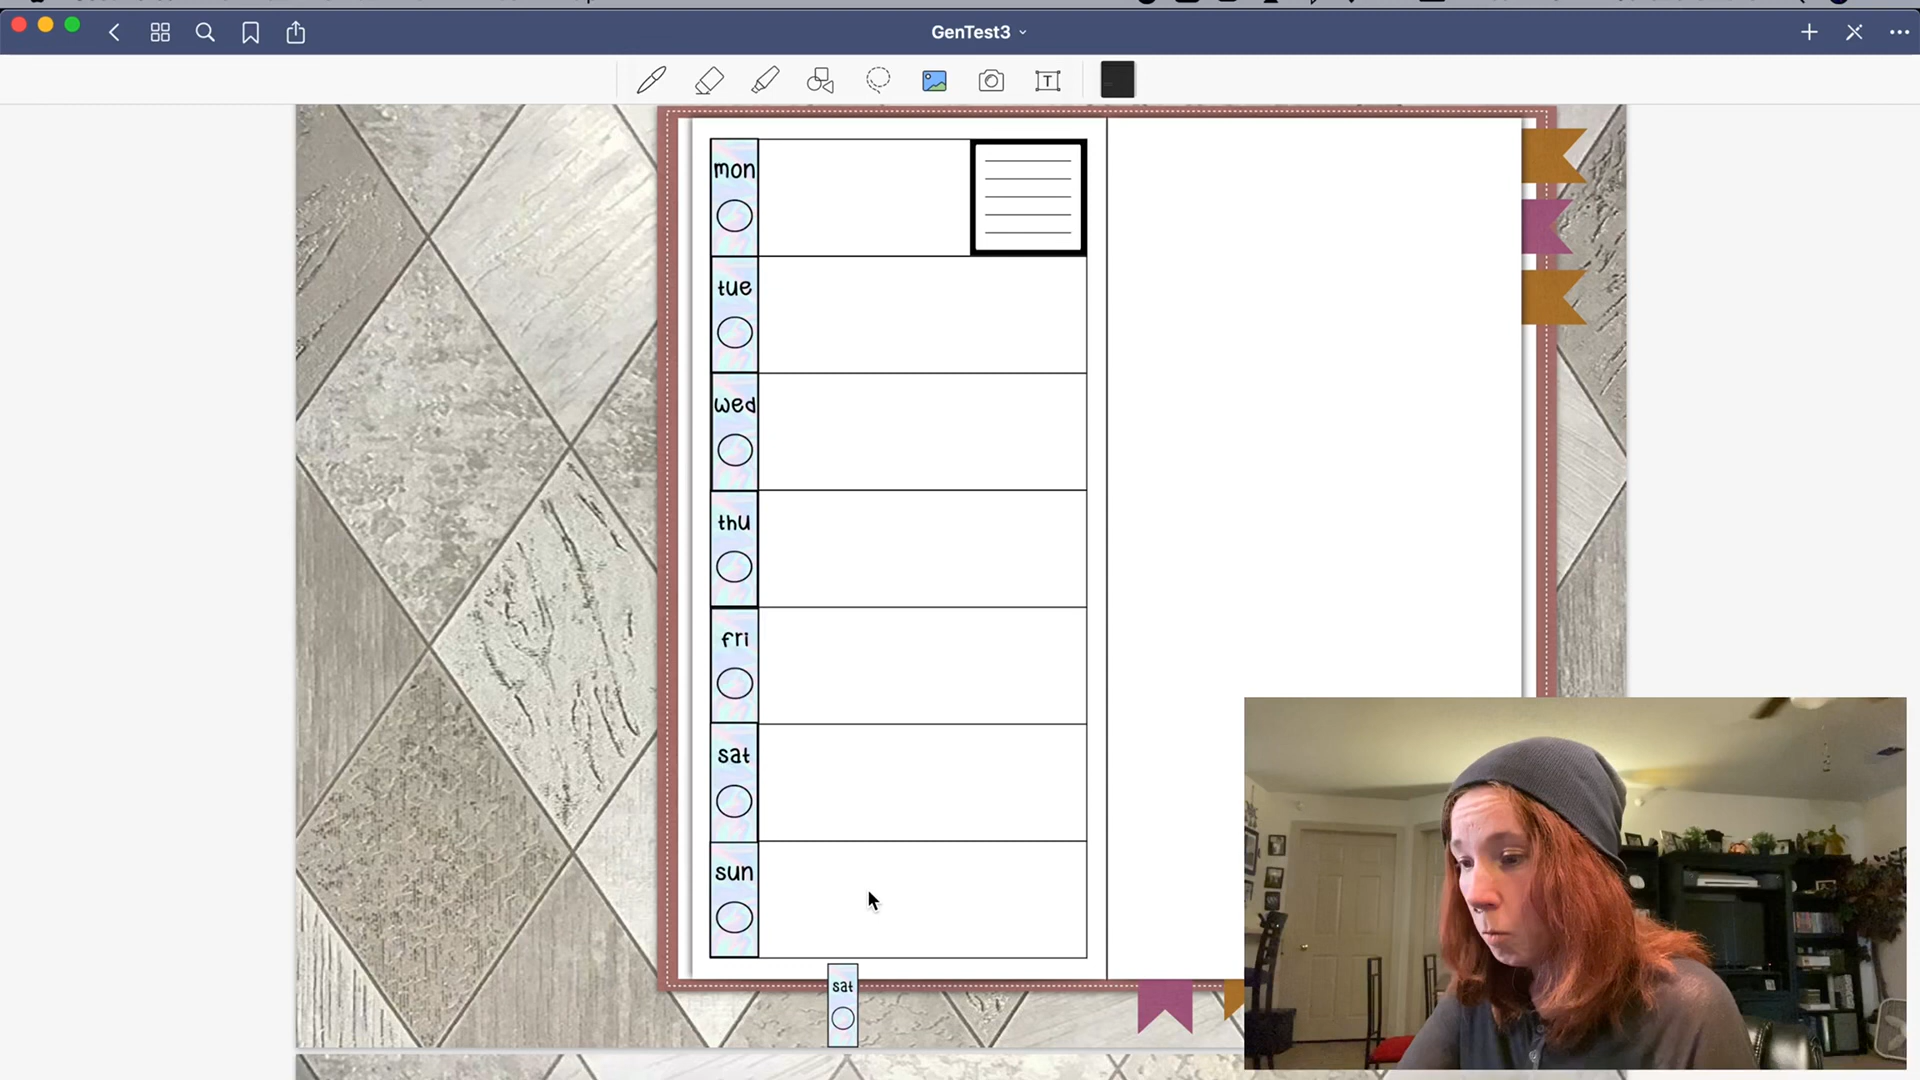 GenTest3
T
mon
tue
wed
thu
fri
sat
sun
sat